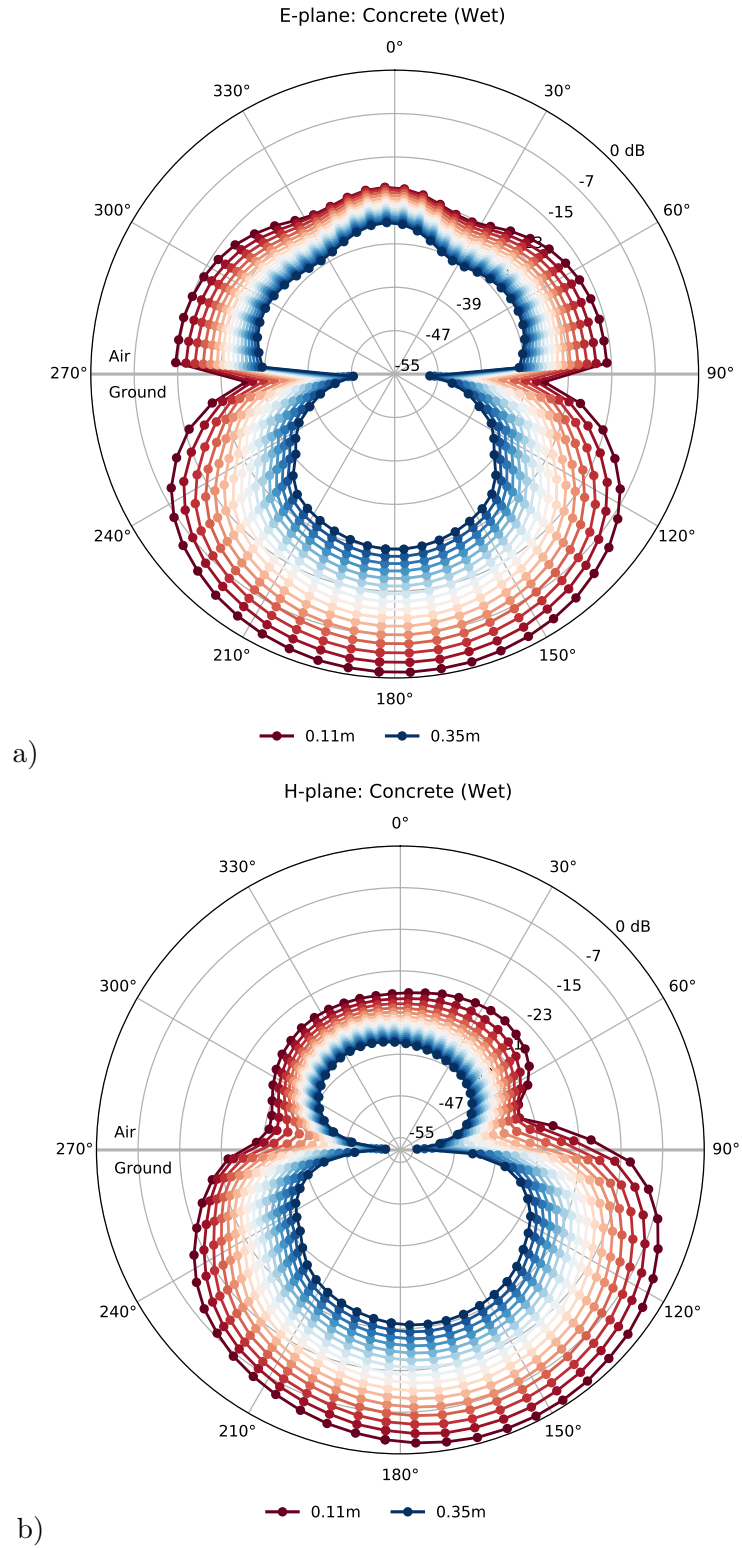 E-plane: Concrete (Wet)
0°
330° 30°
0 dB
-7
300° -15 60°
-39
-47
Air -55
270° 90°
Ground
240° 120°
210° 150°
180°
0.11m 0.35m
a)
H-plane: Concrete (Wet)
0°
330° 30°
0 dB
-7
300° -15 60°
-23
-47
Air -55
270° 90°
Ground
240° 120°
210° 150°
180°
0.11m 0.35m
b)